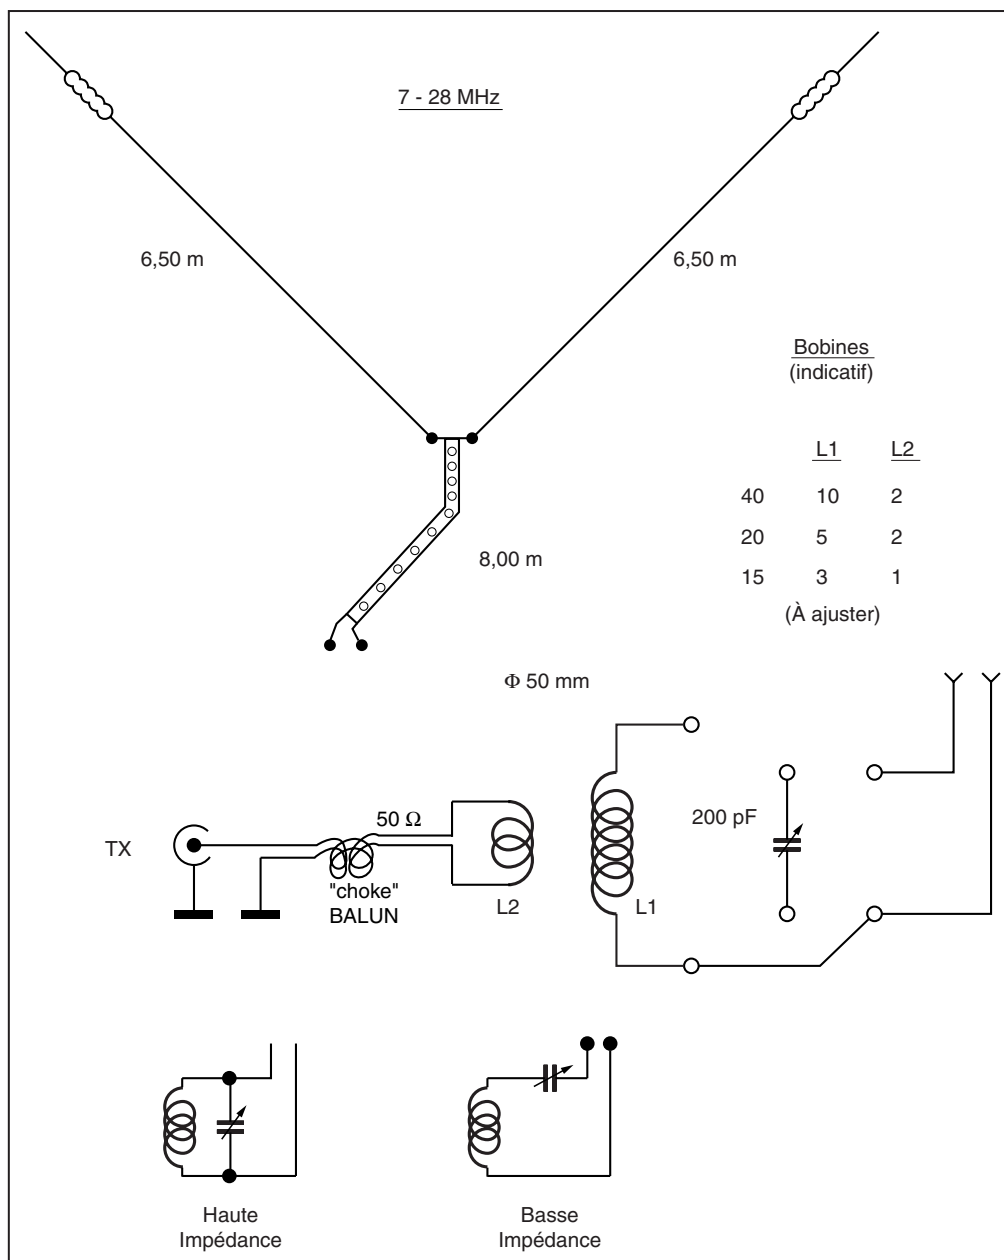 7 - 28 MHz
6,50 m
6,50 m
Bobines
(indicatif)
L1 L2
40 10 2
20 5 2
15 3 1
(À ajuster)
8,00 m
Φ 50 mm
TX
50 Ω
"choke"
BALUN
L2
L1
200 pF
Haute
Impédance
Basse
Impédance